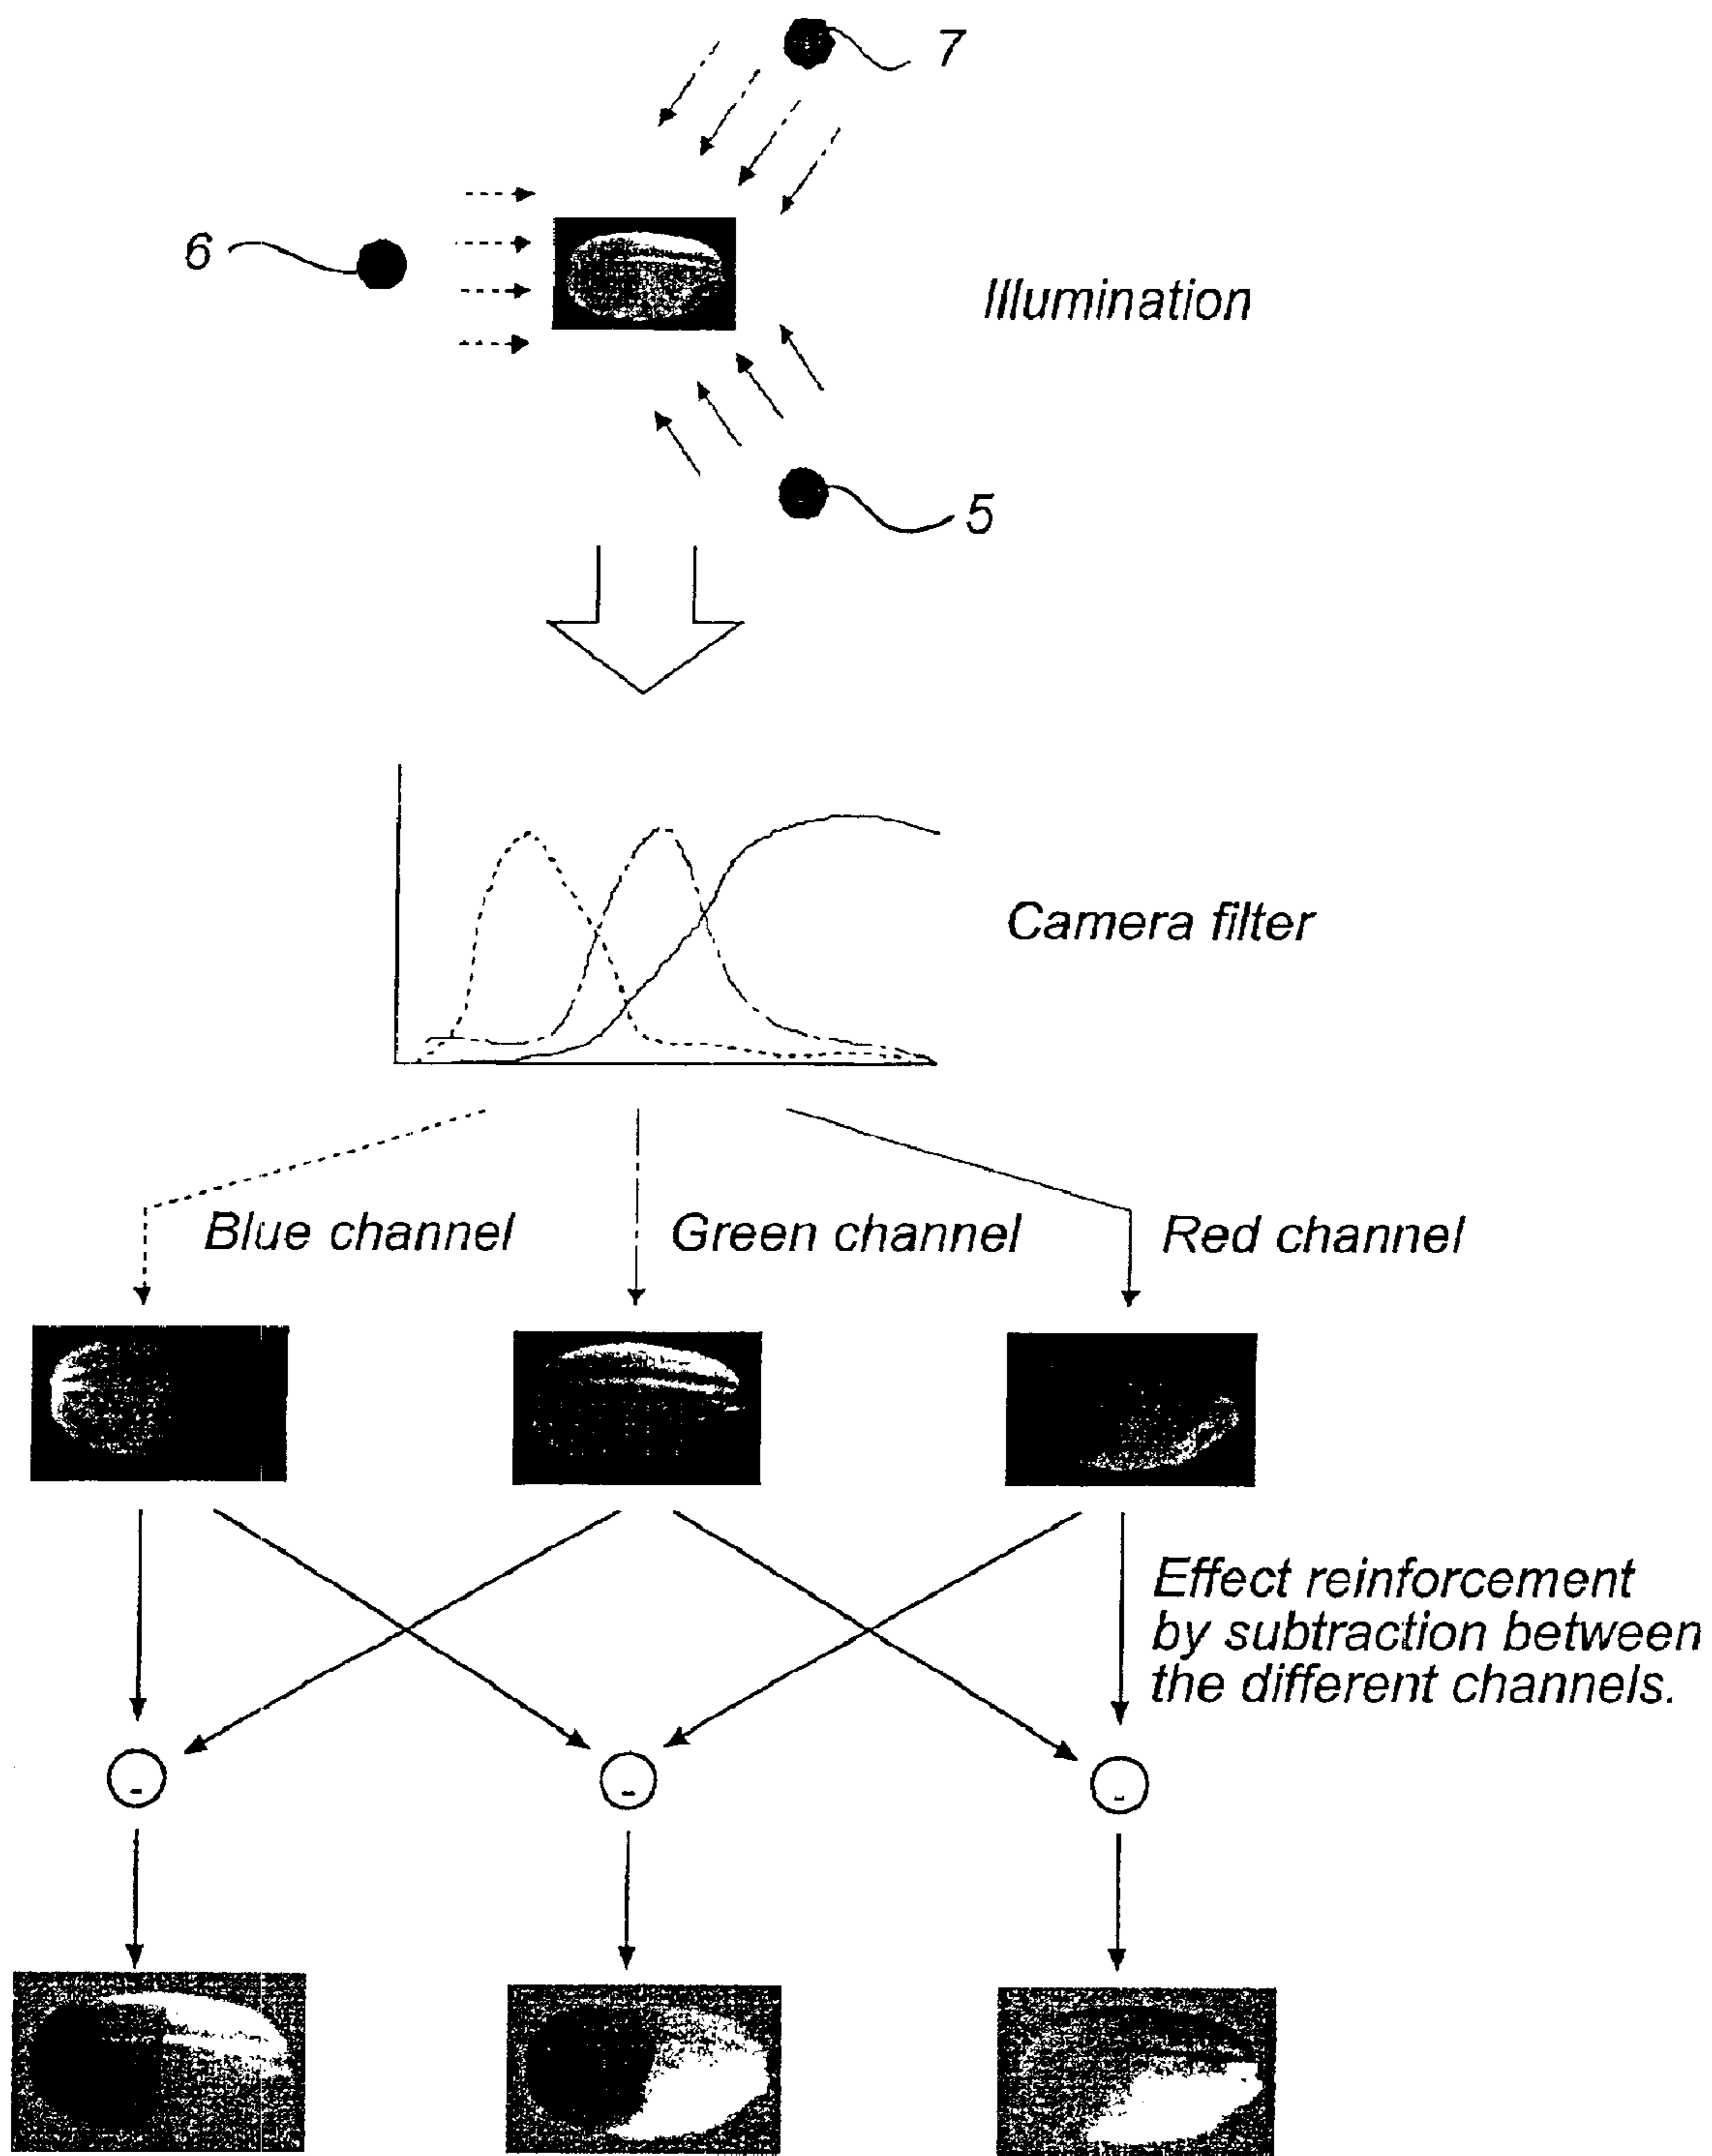 7
6
Illumination
5
Camera filter
Blue channel
Green channel
Red channel
Effect reinforcement
by subtraction between
the different channels.
-
-
-